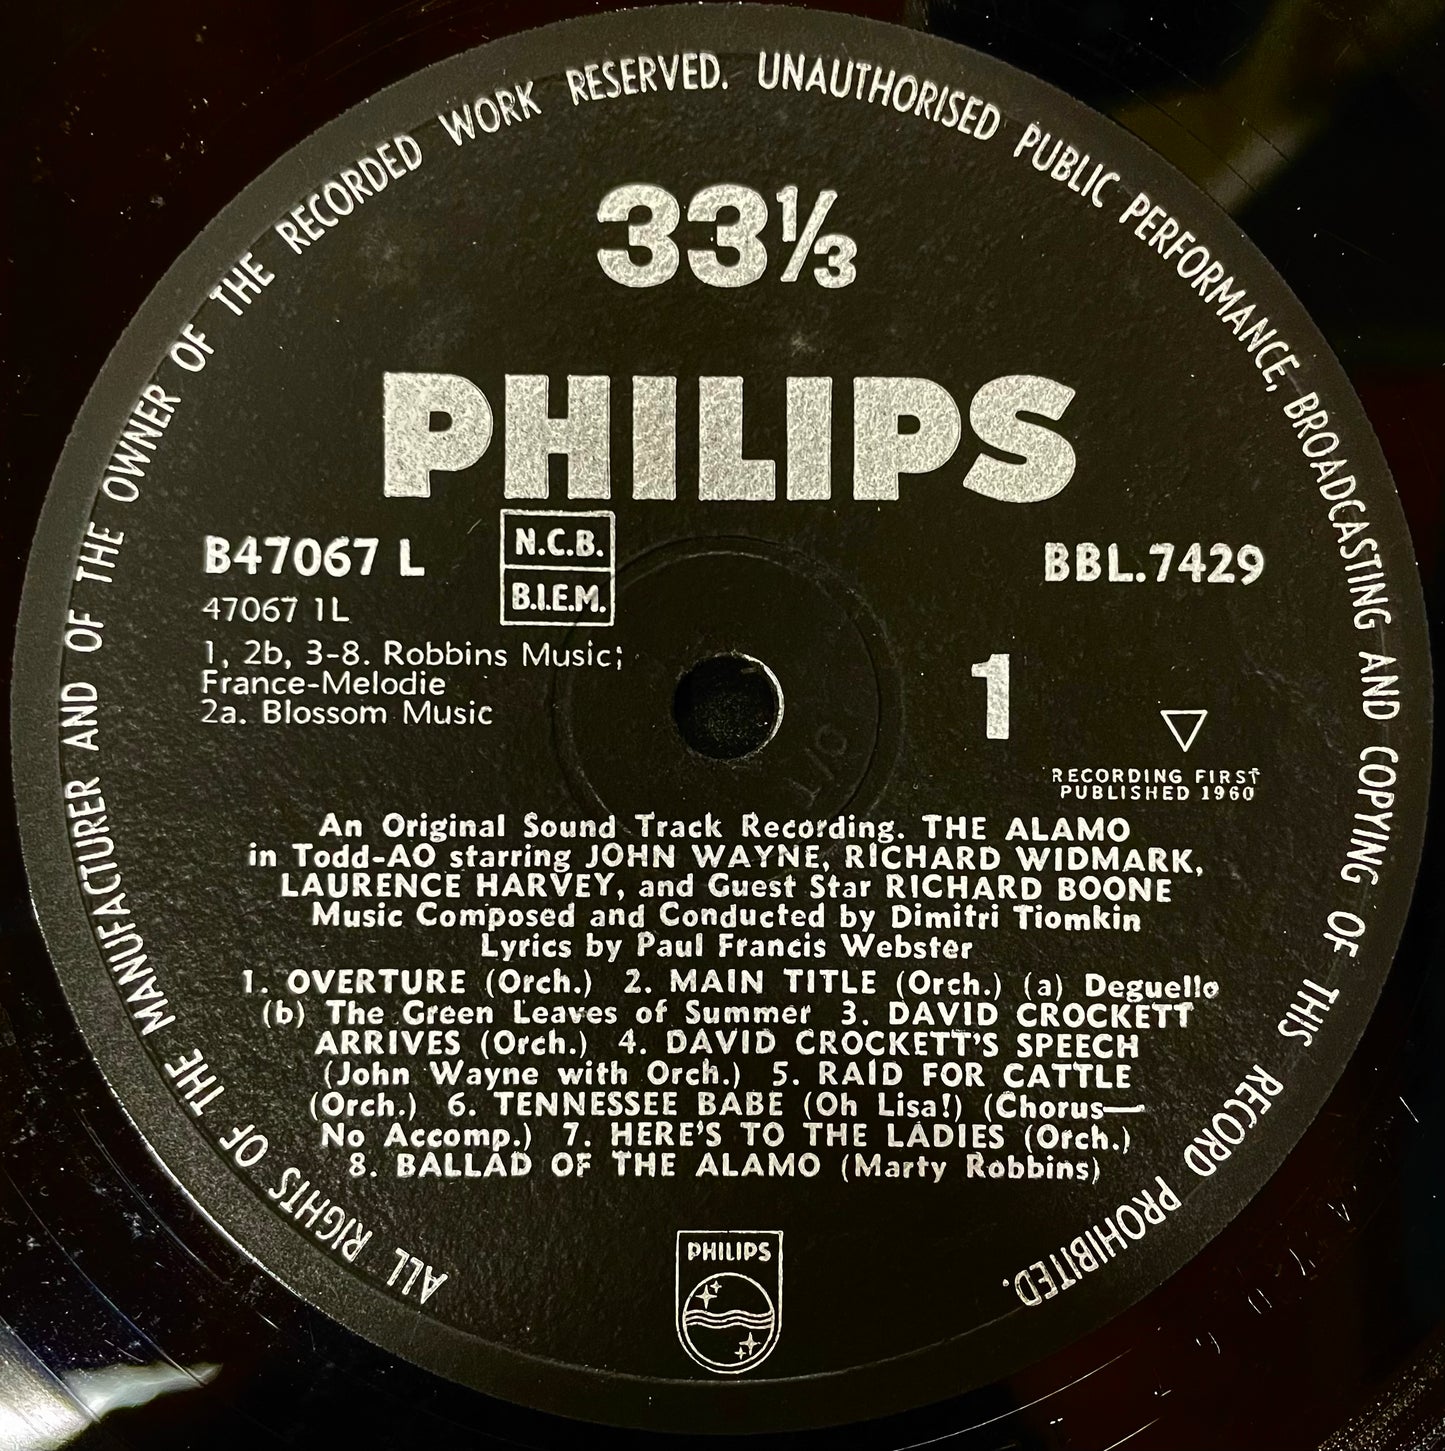 ALL RIGHTS OF THE MANUFACTURER AND OF THE OWNER OF THE RECORDED WORK RESERVED. UNAUTHORISED PUBLIC PERFORMANCE, BROADCASTING AND COPYING OF THIS RECORD PROHIBITED.
33⅓
PHILIPS
B47067 L
N.C.B.
B.I.E.M.
BBL.7429
47067 1L
1, 2b, 3-8. Robbins Music;
France-Melodie
2a. Blossom Music
1
RECORDING FIRST
PUBLISHED 1960
An Original Sound Track Recording. THE ALAMO
in Todd-AO starring JOHN WAYNE, RICHARD WIDMARK,
LAURENCE HARVEY, and Guest Star RICHARD BOONE
Music Composed and Conducted by Dimitri Tiomkin
Lyrics by Paul Francis Webster
1. OVERTURE (Orch.) 2. MAIN TITLE (Orch.) (a) Deguello
(b) The Green Leaves of Summer 3. DAVID CROCKETT
ARRIVES (Orch.) 4. DAVID CROCKETT'S SPEECH
(John Wayne with Orch.) 5. RAID FOR CATTLE
(Orch.) 6. TENNESSEE BABE (Oh Lisa!) (Chorus—
No Accomp.) 7. HERE'S TO THE LADIES (Orch.)
8. BALLAD OF THE ALAMO (Marty Robbins)
PHILIPS